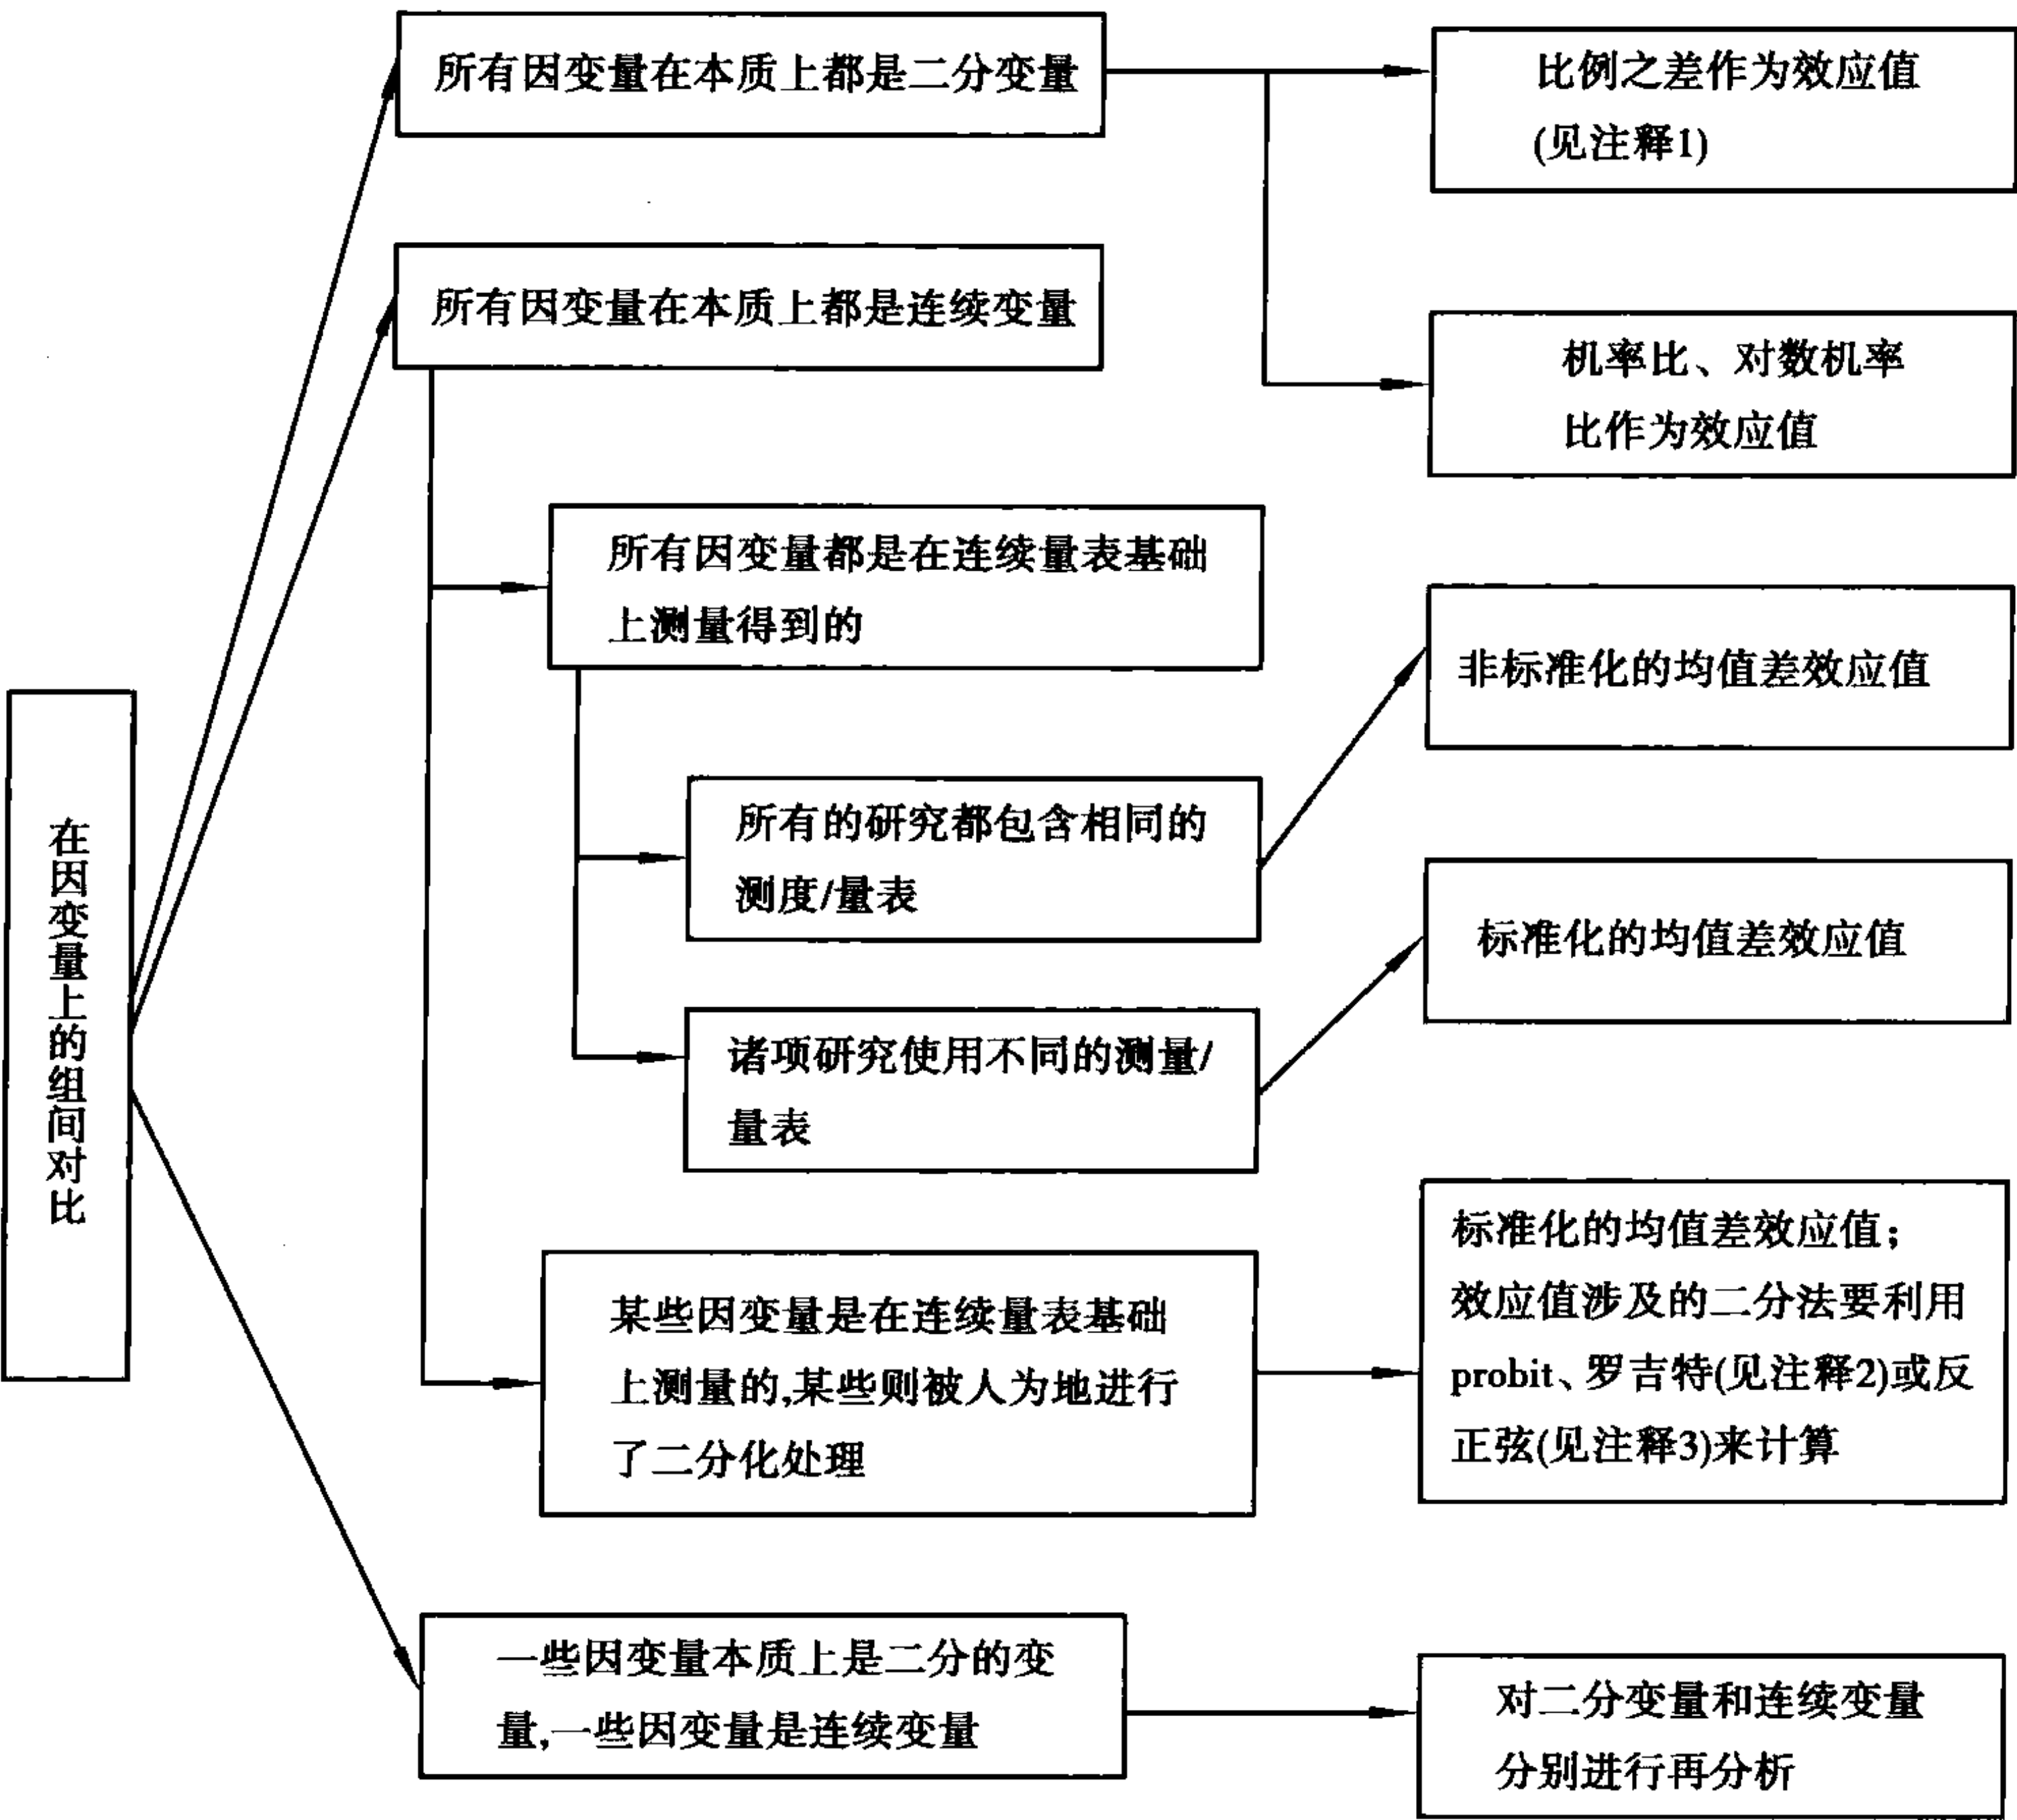 所有因变量在本质上都是二分变量
比例之差作为效应值
(见注释1)
所有因变量在本质上都是连续变量
机率比、对数机率
比作为效应值
所有因变量都是在连续量表基础
上测量得到的
非标准化的均值差效应值
所有的研究都包含相同的
测度/量表
标准化的均值差效应值
在因变量上的组间对比
诸项研究使用不同的测量/
量表
某些因变量是在连续量表基础
上测量的,某些则被人为地进行
了二分化处理
标准化的均值差效应值；
效应值涉及的二分法要利用
probit、罗吉特(见注释2)或反
正弦(见注释3)来计算
一些因变量本质上是二分的变
量,一些因变量是连续变量
对二分变量和连续变量
分别进行再分析